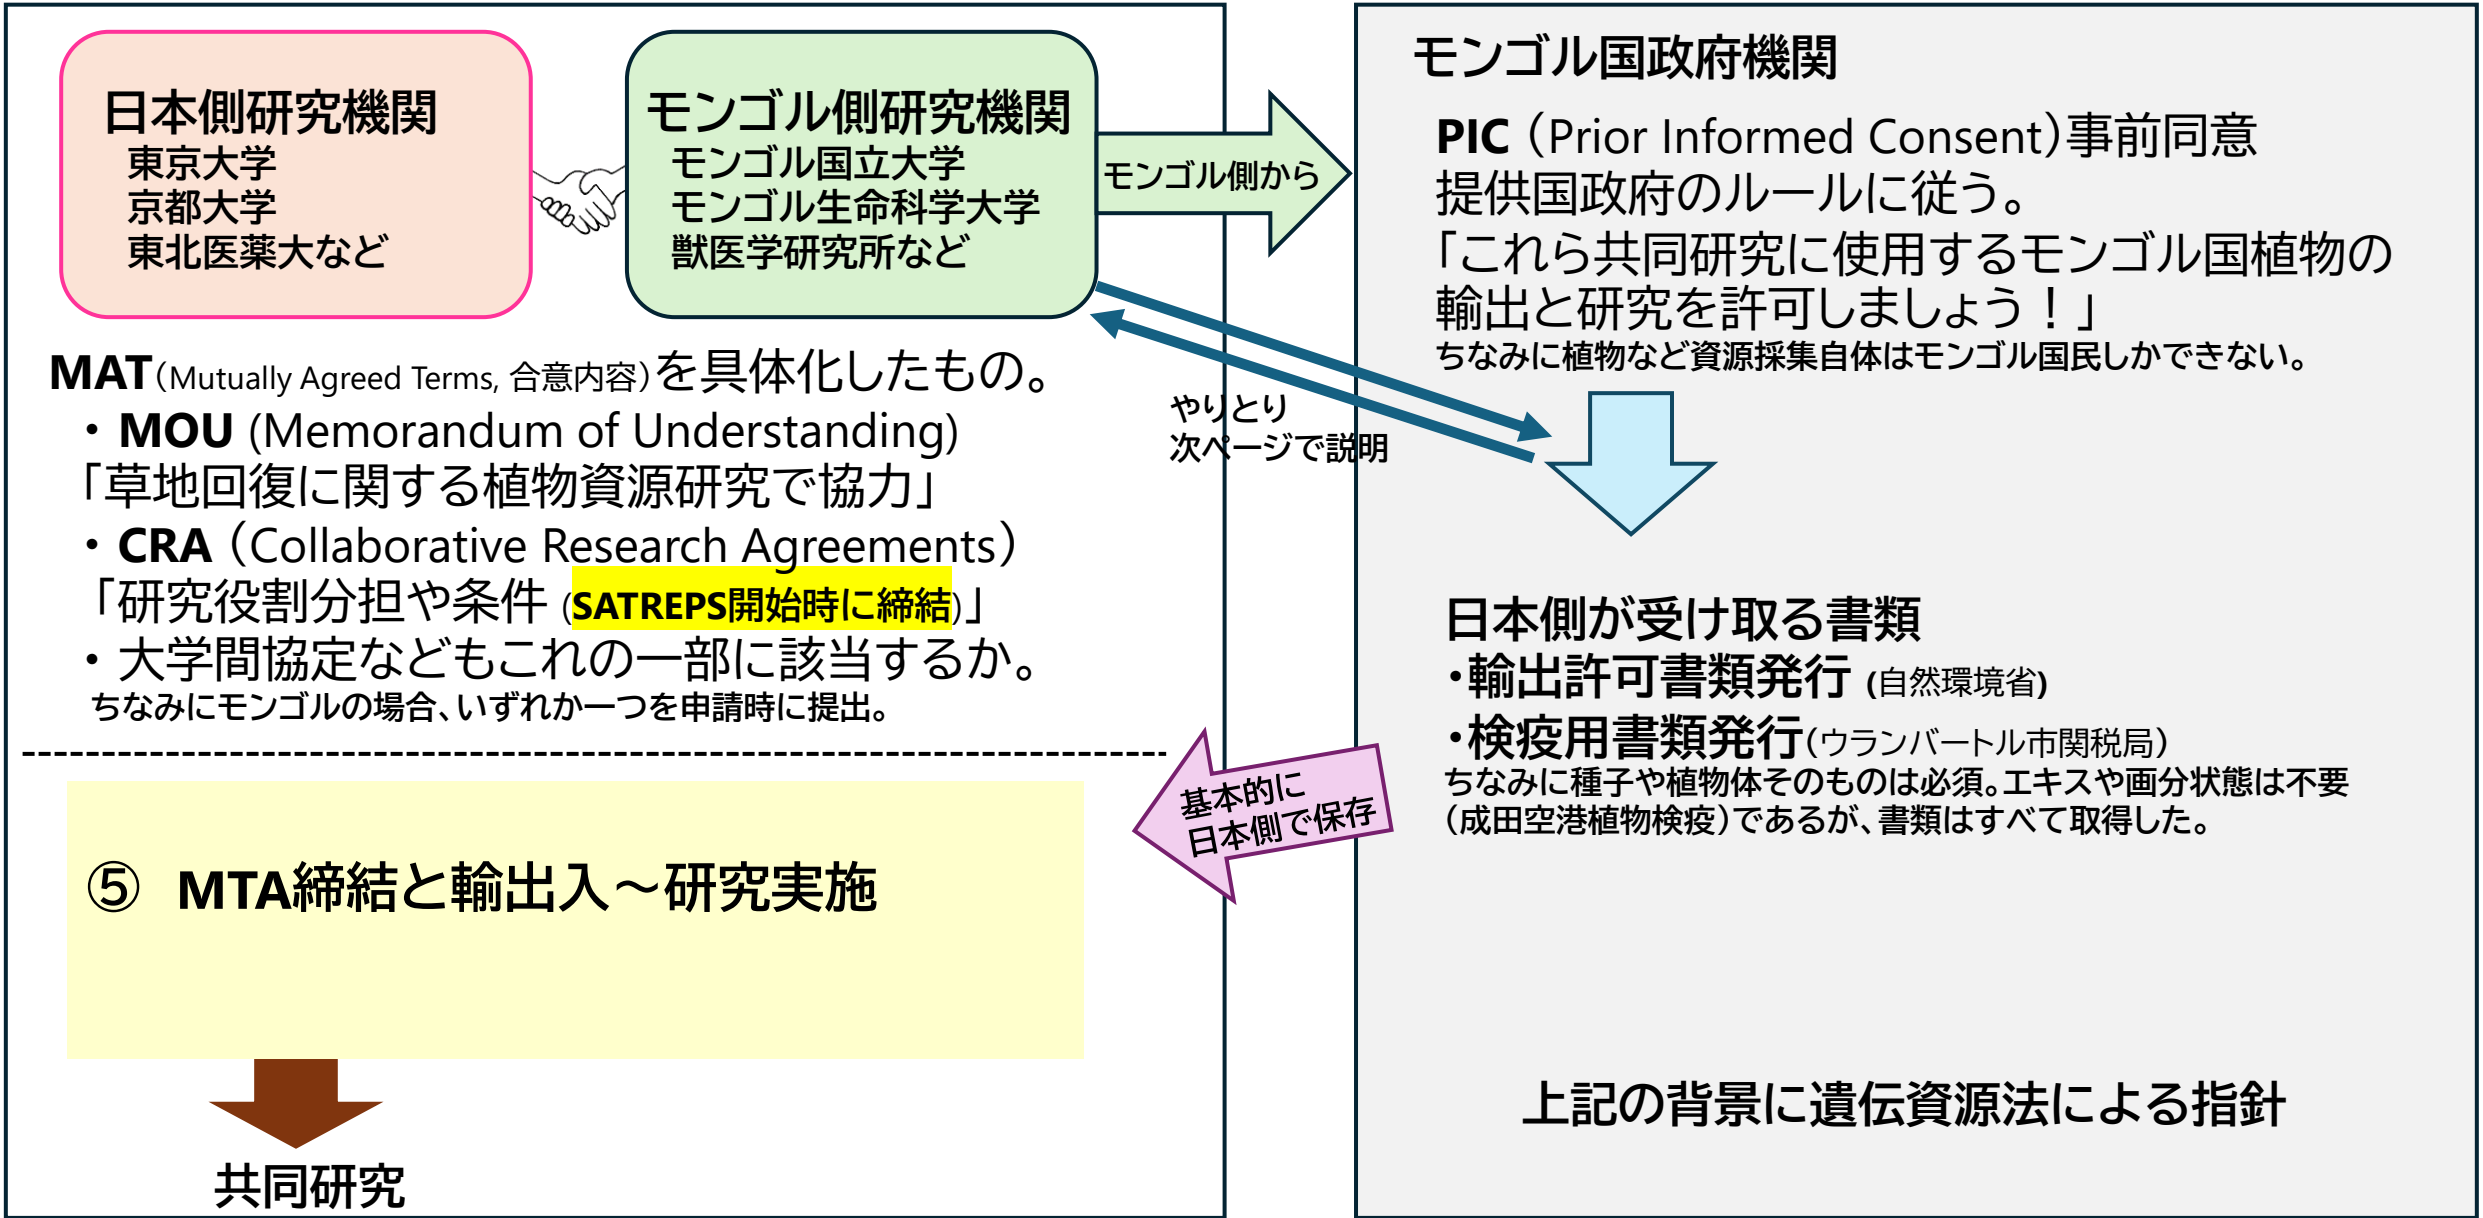 日本側研究機関
東京大学
京都大学
東北医薬大など
モンゴル側研究機関
モンゴル国立大学
モンゴル生命科学大学
獣医学研究所など
モンゴル側から
MAT（Mutually Agreed Terms, 合意内容）を具体化したもの。
・MOU (Memorandum of Understanding)
「草地回復に関する植物資源研究で協力」
・CRA（Collaborative Research Agreements）
「研究役割分担や条件 (SATREPS開始時に締結)」
・大学間協定などもこれの一部に該当するか。
ちなみにモンゴルの場合、いずれか一つを申請時に提出。
やりとり
次ページで説明
モンゴル国政府機関
PIC（Prior Informed Consent）事前同意
提供国政府のルールに従う。
「これら共同研究に使用するモンゴル国植物の
輸出と研究を許可しましょう！」
ちなみに植物など資源採集自体はモンゴル国民しかできない。
日本側が受け取る書類
・輸出許可書類発行 (自然環境省)
・検疫用書類発行（ウランバートル市関税局）
ちなみに種子や植物体そのものは必須。エキスや画分状態は不要
（成田空港植物検疫）であるが、書類はすべて取得した。
基本的に
日本側で保存
⑤ MTA締結と輸出入～研究実施
共同研究
上記の背景に遺伝資源法による指針